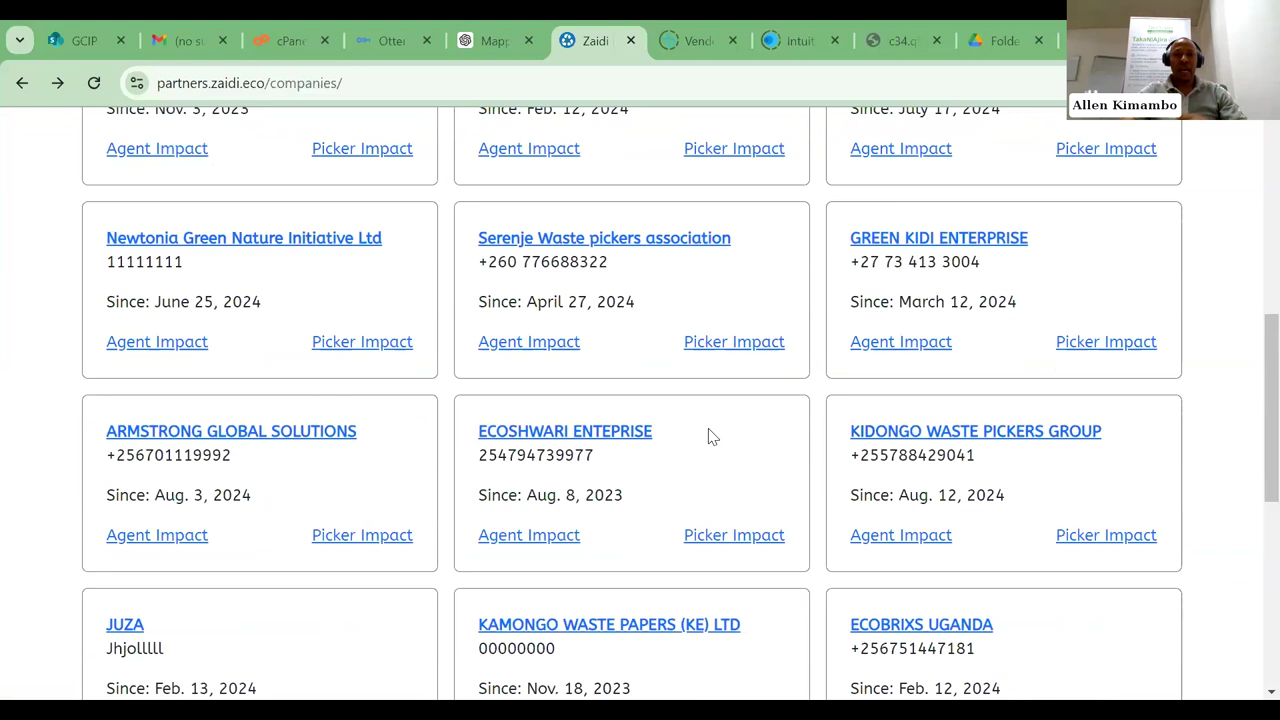 GCIP
(no s
cPane
Otter
Mapp
Zaidi
Vend
Intuit
234.q
Folde
partners.zaidi.eco/companies/
TakaNiAjira
Allen Kimambo
Since: Nov. 3, 2023
Since: Feb. 12, 2024
Since: July 17, 2024
Agent Impact
Picker Impact
Agent Impact
Picker Impact
Agent Impact
Picker Impact
Newtonia Green Nature Initiative Ltd
11111111
Since: June 25, 2024
Agent Impact
Picker Impact
Serenje Waste pickers association
+260 776688322
Since: April 27, 2024
Agent Impact
Picker Impact
GREEN KIDI ENTERPRISE
+27 73 413 3004
Since: March 12, 2024
Agent Impact
Picker Impact
ARMSTRONG GLOBAL SOLUTIONS
+256701119992
Since: Aug. 3, 2024
Agent Impact
Picker Impact
ECOSHWARI ENTEPRISE
254794739977
Since: Aug. 8, 2023
Agent Impact
Picker Impact
KIDONGO WASTE PICKERS GROUP
+255788429041
Since: Aug. 12, 2024
Agent Impact
Picker Impact
JUZA
Jhjolllll
Since: Feb. 13, 2024
KAMONGO WASTE PAPERS (KE) LTD
00000000
Since: Nov. 18, 2023
ECOBRIXS UGANDA
+256751447181
Since: Feb. 12, 2024